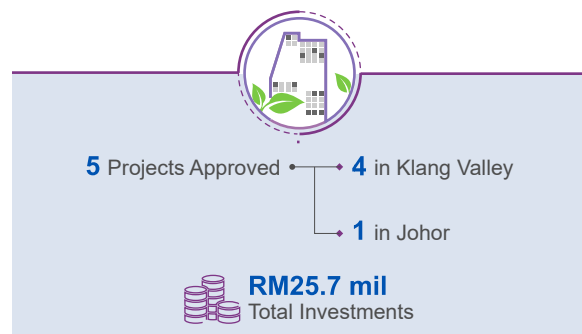 5 Projects Approved
4 in Klang Valley
1 in Johor
RM25.7 mil
Total Investments